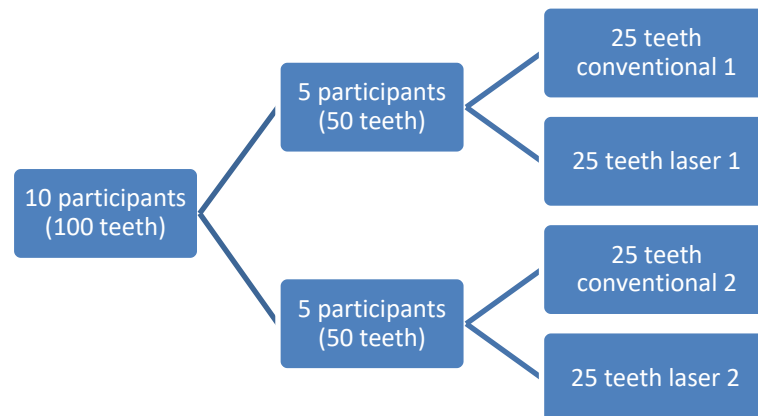 10 participants
(100 teeth)
5 participants
(50 teeth)
25 teeth
conventional 1
25 teeth laser 1
5 participants
(50 teeth)
25 teeth
conventional 2
25 teeth laser 2